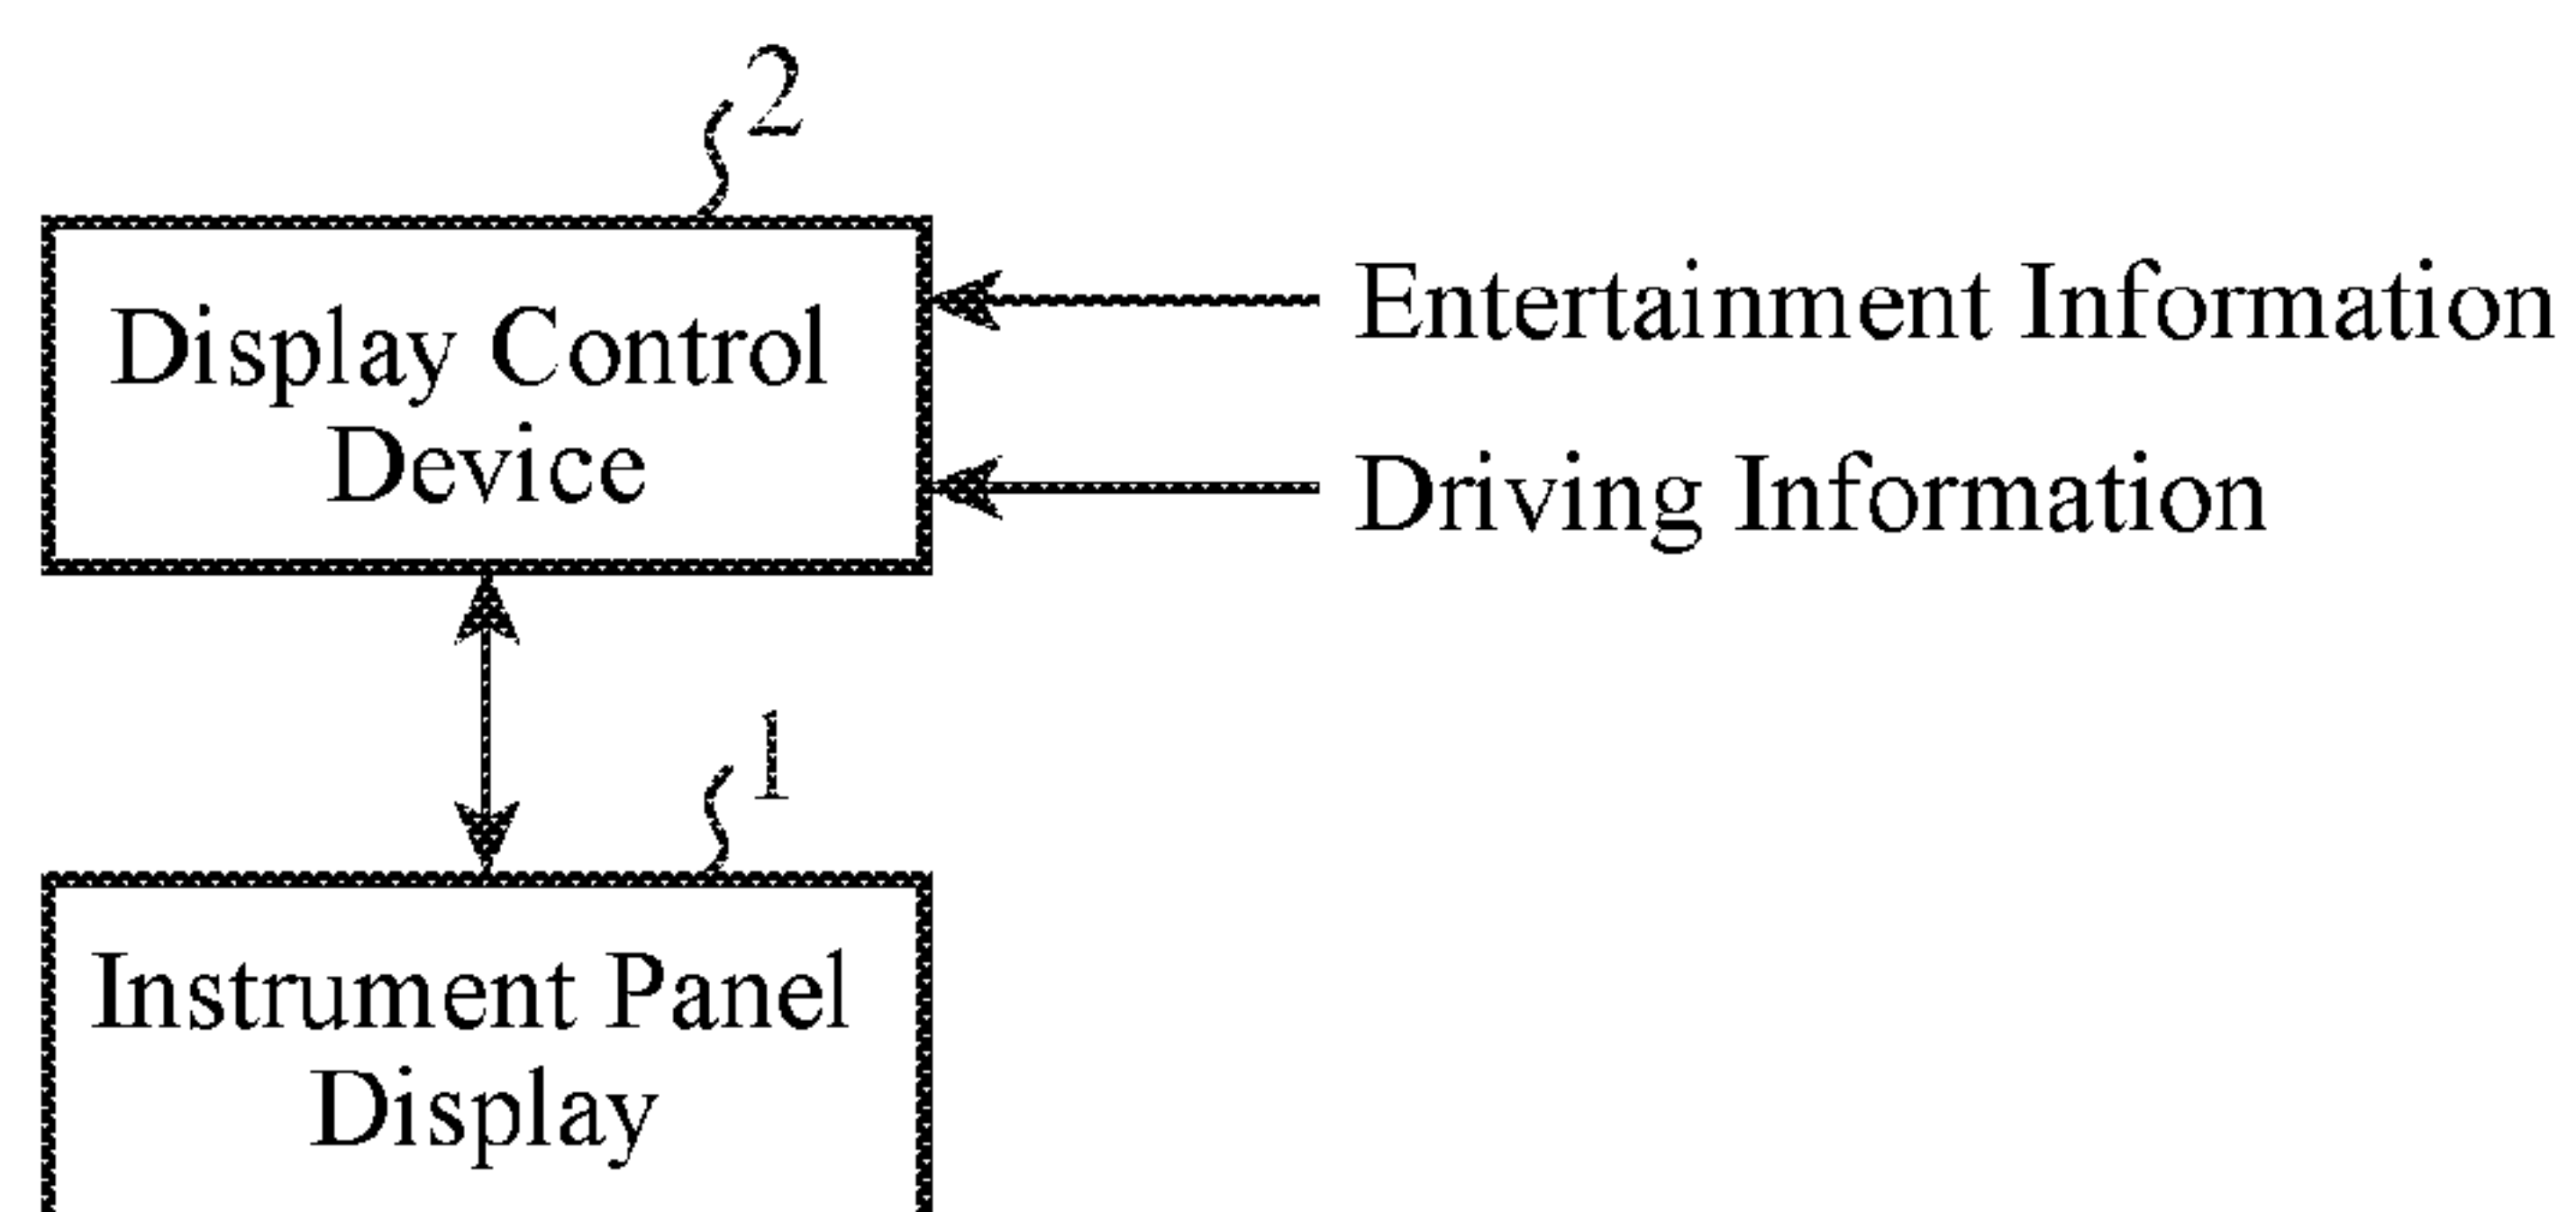 2
Display Control
Device
Entertainment Information
Driving Information
1
Instrument Panel
Display